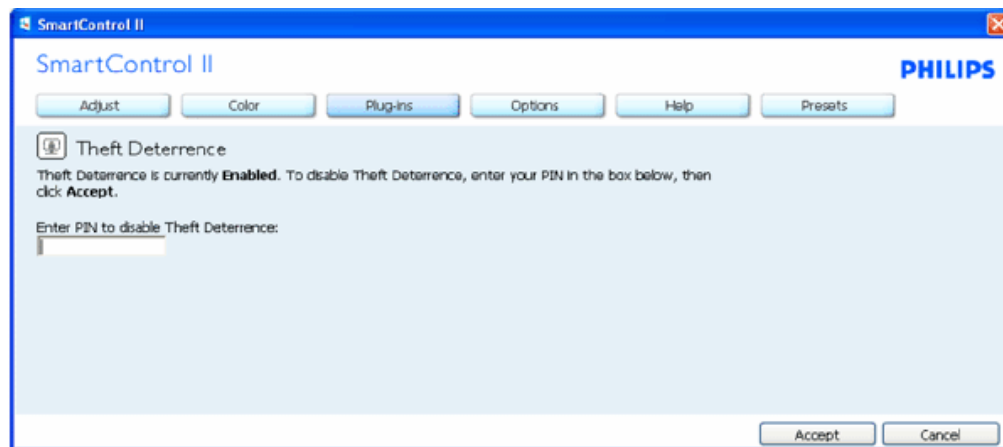 SmartControl II
SmartControl II
PHILIPS
Adjust Color Plug-ins Options Help Presets
Theft Deterrence
Theft Deterrence is currently Enabled. To disable Theft Deterrence, enter your PIN in the box below, then
click Accept.
Enter PIN to disable Theft Deterrence:
Accept Cancel